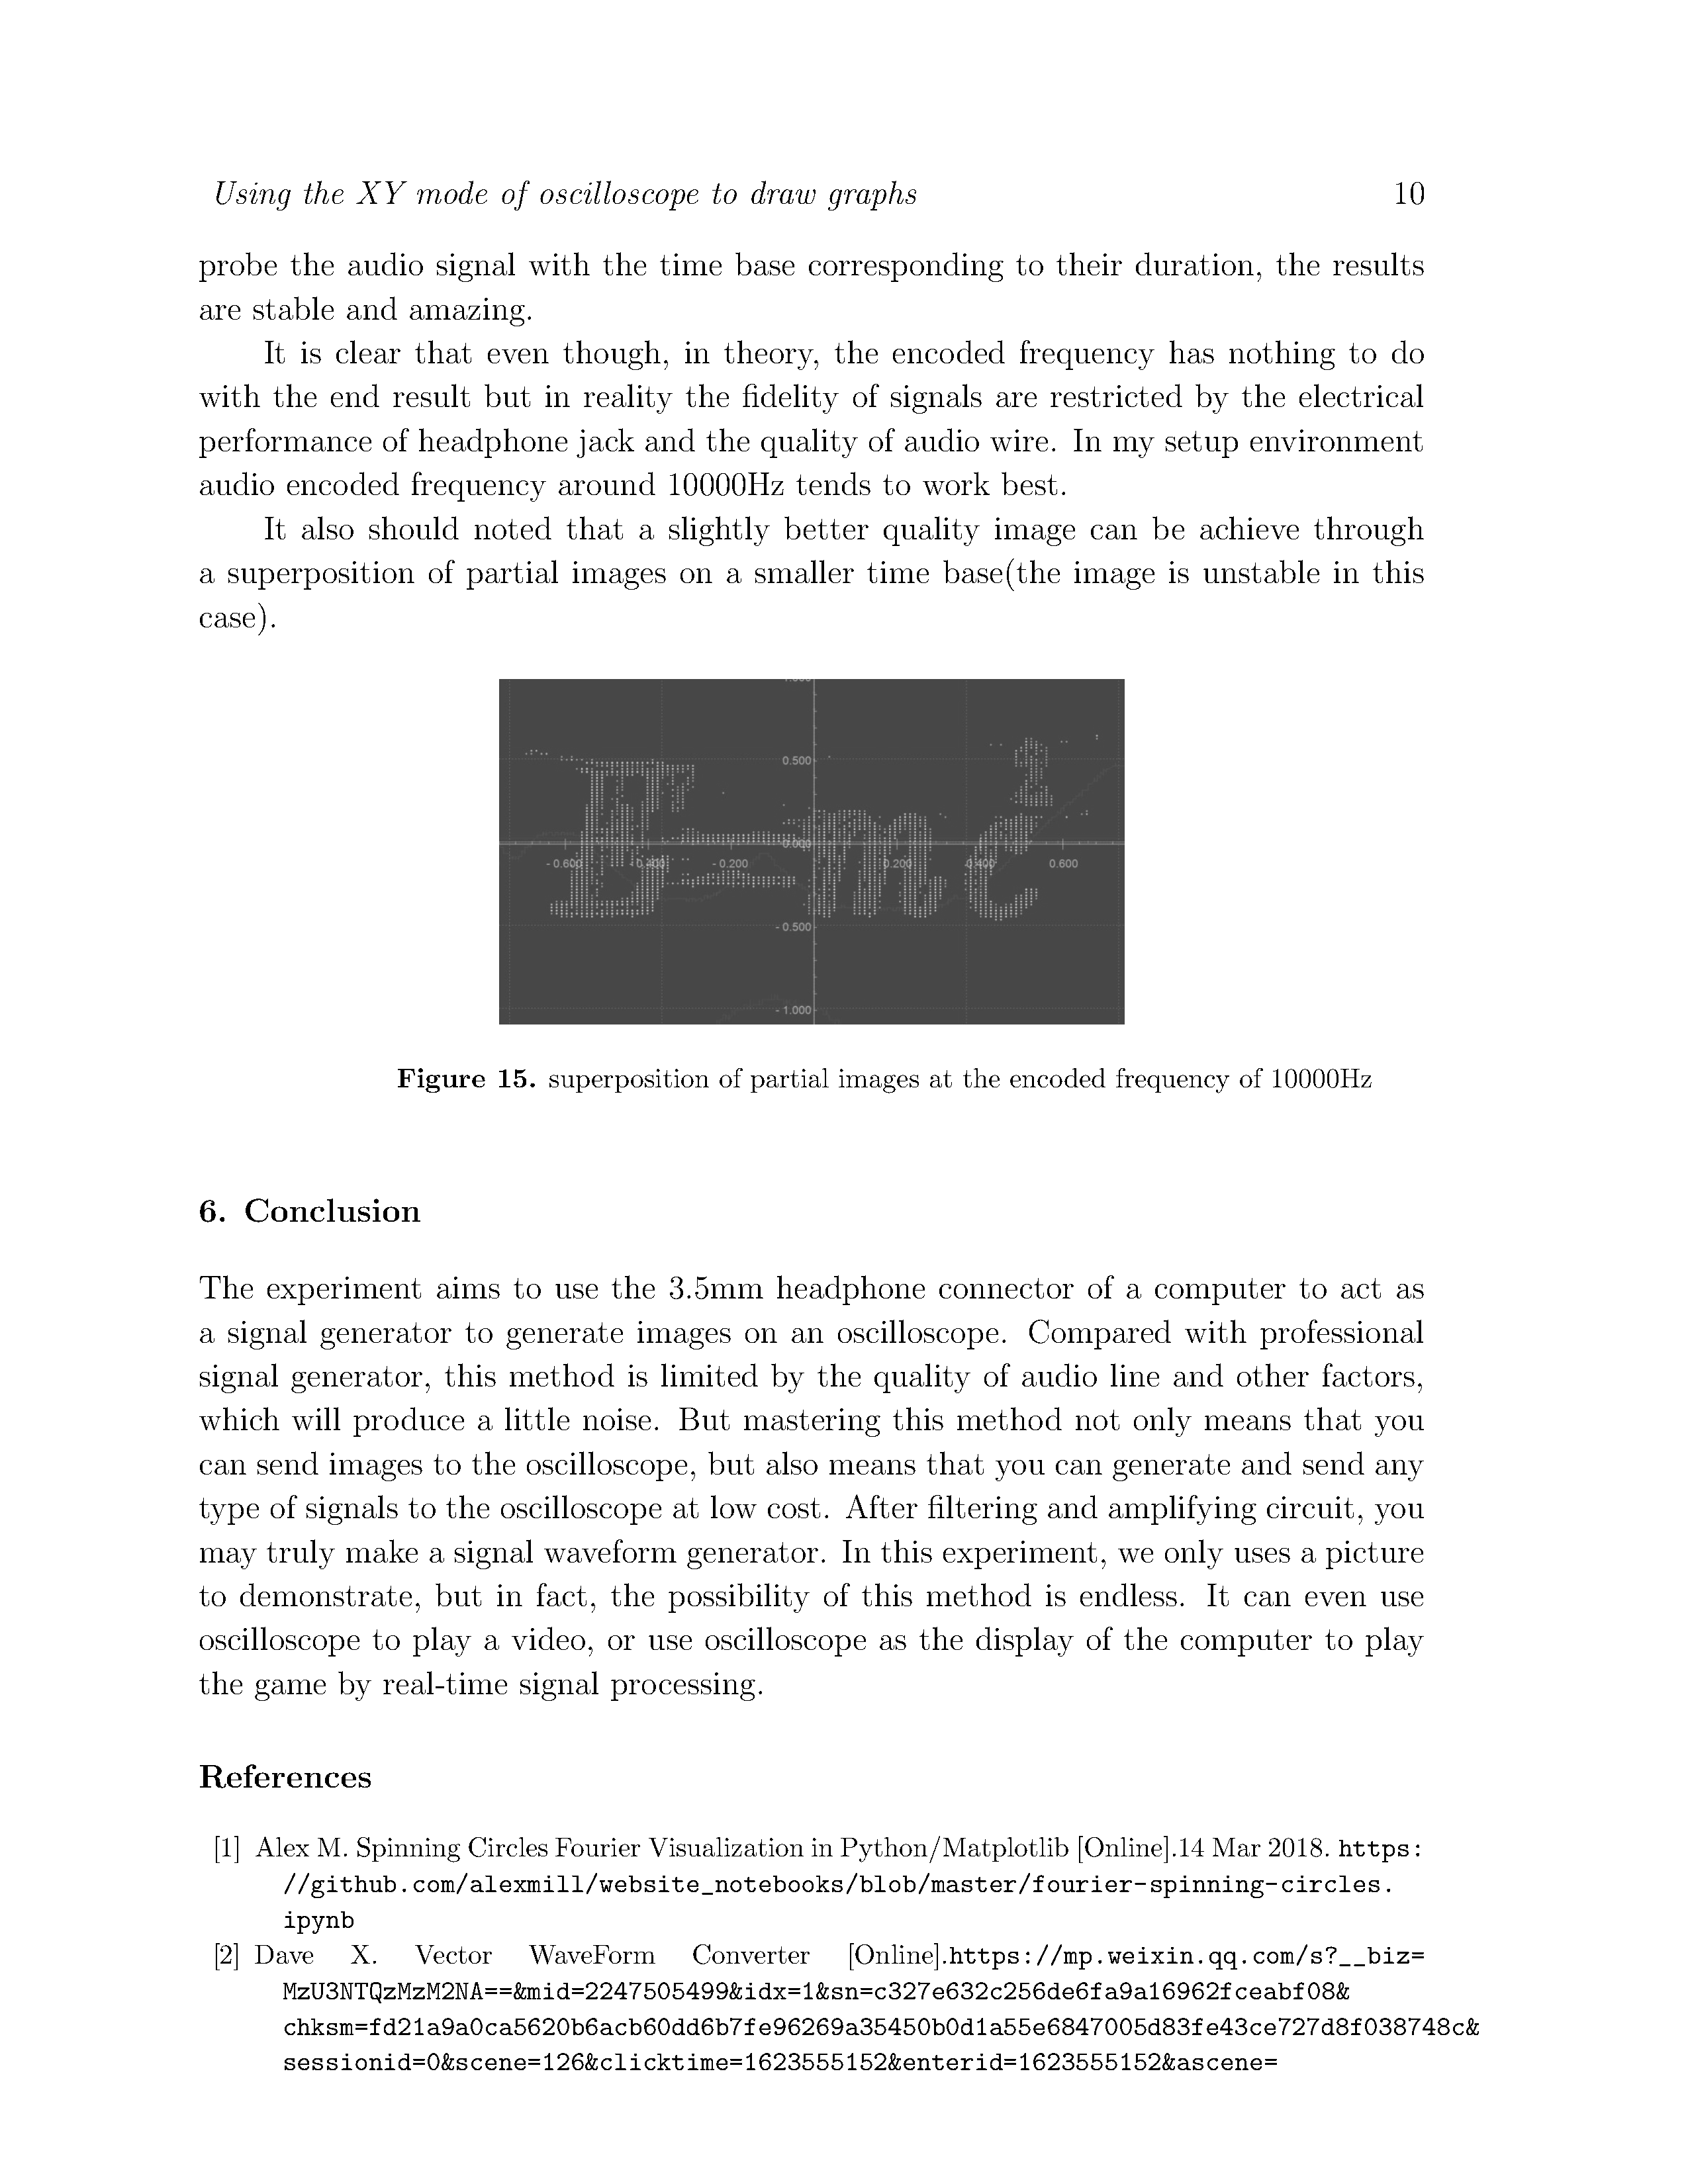 Using the XY mode of oscilloscope to draw graphs 10
probe the audio signal with the time base corresponding to their duration, the results
are stable and amazing.
It is clear that even though, in theory, the encoded frequency has nothing to do
with the end result but in reality the fidelity of signals are restricted by the electrical
performance of headphone jack and the quality of audio wire. In my setup environment
audio encoded frequency around 10000Hz tends to work best.
It also should noted that a slightly better quality image can be achieve through
a superposition of partial images on a smaller time base(the image is unstable in this
case).
0.500
0.000
- 0.600 - 0.400 - 0.200 0.200 0.400 0.600
- 0.500
- 1.000
E=mc²
Figure 15. superposition of partial images at the encoded frequency of 10000Hz
6. Conclusion
The experiment aims to use the 3.5mm headphone connector of a computer to act as
a signal generator to generate images on an oscilloscope. Compared with professional
signal generator, this method is limited by the quality of audio line and other factors,
which will produce a little noise. But mastering this method not only means that you
can send images to the oscilloscope, but also means that you can generate and send any
type of signals to the oscilloscope at low cost. After filtering and amplifying circuit, you
may truly make a signal waveform generator. In this experiment, we only uses a picture
to demonstrate, but in fact, the possibility of this method is endless. It can even use
oscilloscope to play a video, or use oscilloscope as the display of the computer to play
the game by real-time signal processing.
References
[1] Alex M. Spinning Circles Fourier Visualization in Python/Matplotlib [Online].14 Mar 2018. https:
//github.com/alexmill/website_notebooks/blob/master/fourier-spinning-circles.
ipynb
[2] Dave X. Vector WaveForm Converter [Online].https://mp.weixin.qq.com/s?__biz=
MzU3NTQzMzM2NA==&mid=2247505499&idx=1&sn=c327e632c256de6fa9a16962fceabf08&
chksm=fd21a9a0ca5620b6acb60dd6b7fe96269a35450b0d1a55e6847005d83fe43ce727d8f038748c&
sessionid=0&scene=126&clicktime=1623555152&enterid=1623555152&ascene=